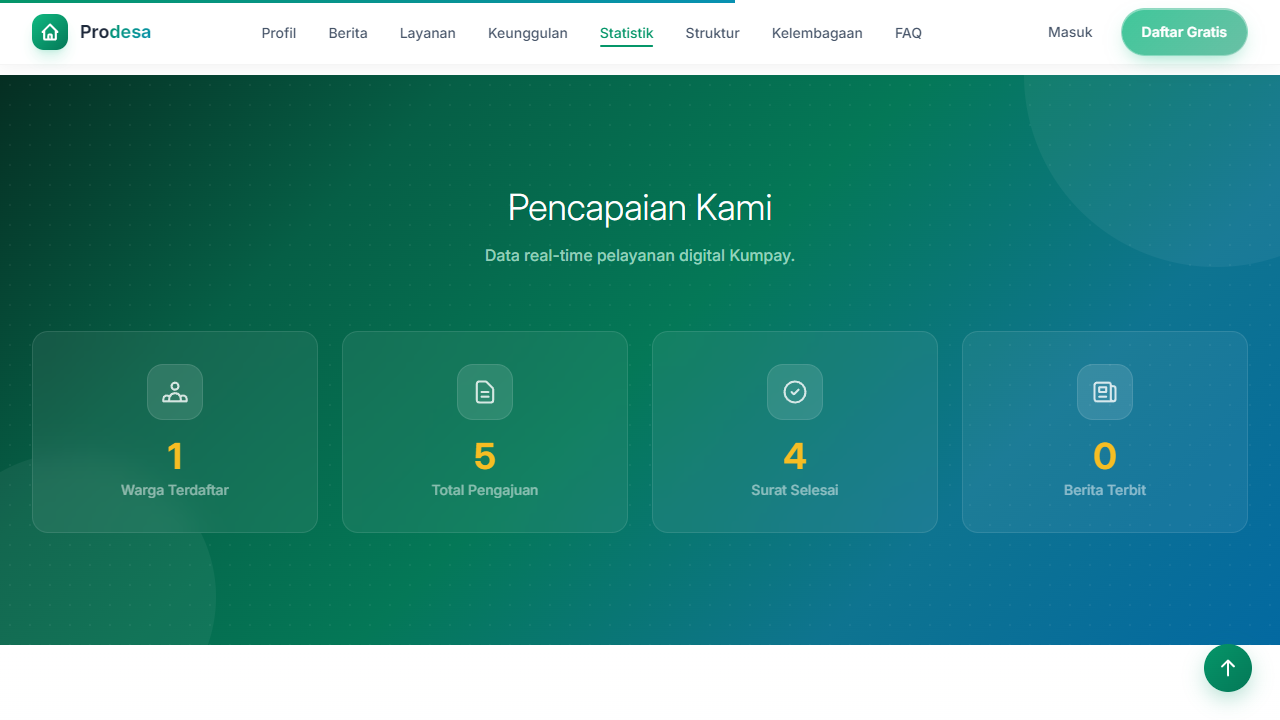 Prodesa
Profil
Berita
Layanan
Keunggulan
Statistik
Struktur
Kelembagaan
FAQ
Masuk
Daftar Gratis
Pencapaian Kami
Data real-time pelayanan digital Kumpay.
1
Warga Terdaftar
5
Total Pengajuan
4
Surat Selesai
0
Berita Terbit